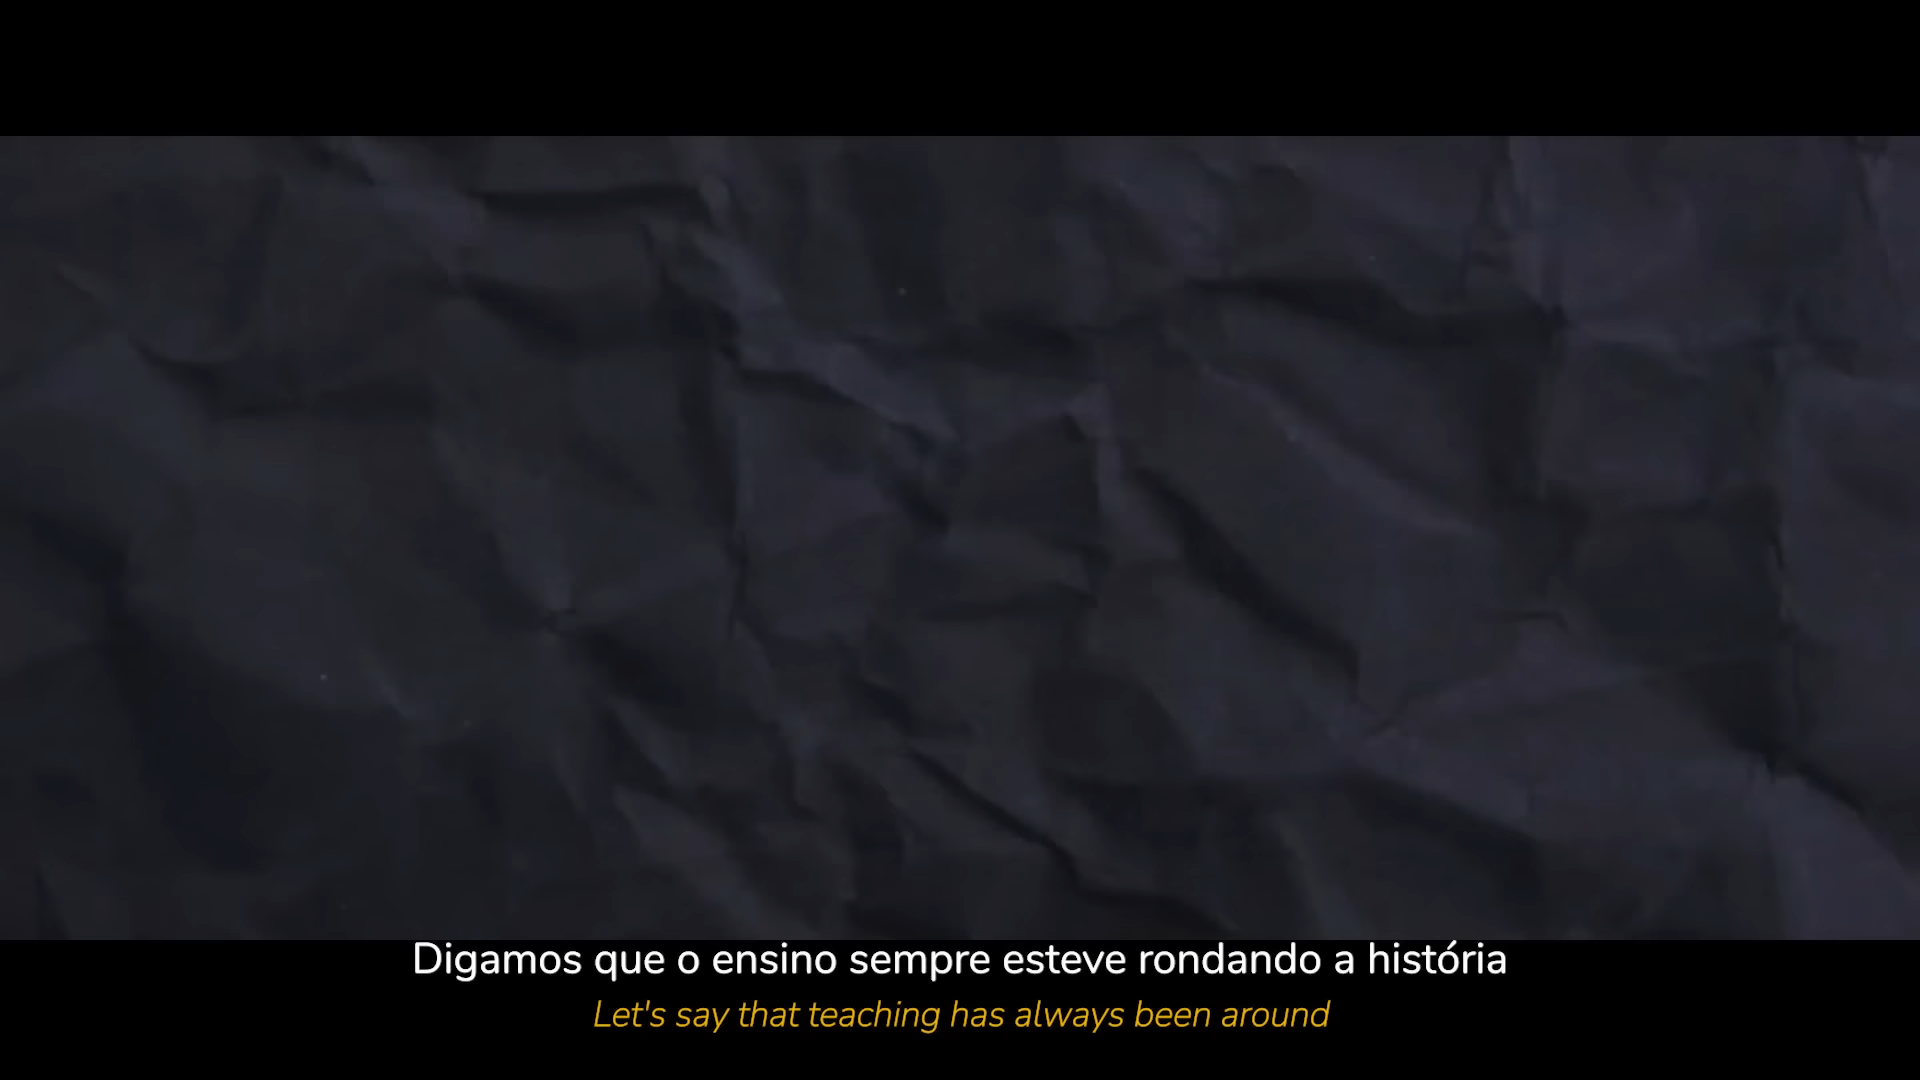 Digamos que o ensino sempre esteve rondando a história
Let's say that teaching has always been around